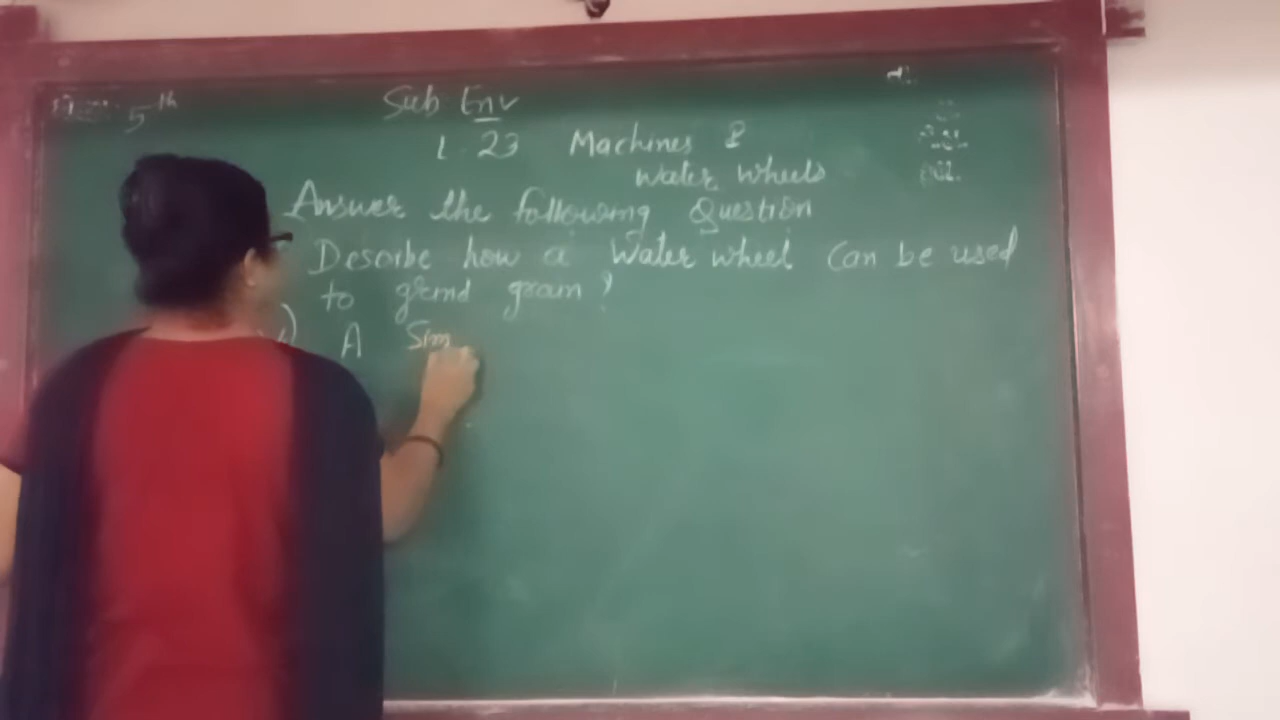 5th
Sub Env
L. 23 Machines &
Water wheels
Answer the following Question
Describe how a Water wheel can be used
to grind grain?
A Sim